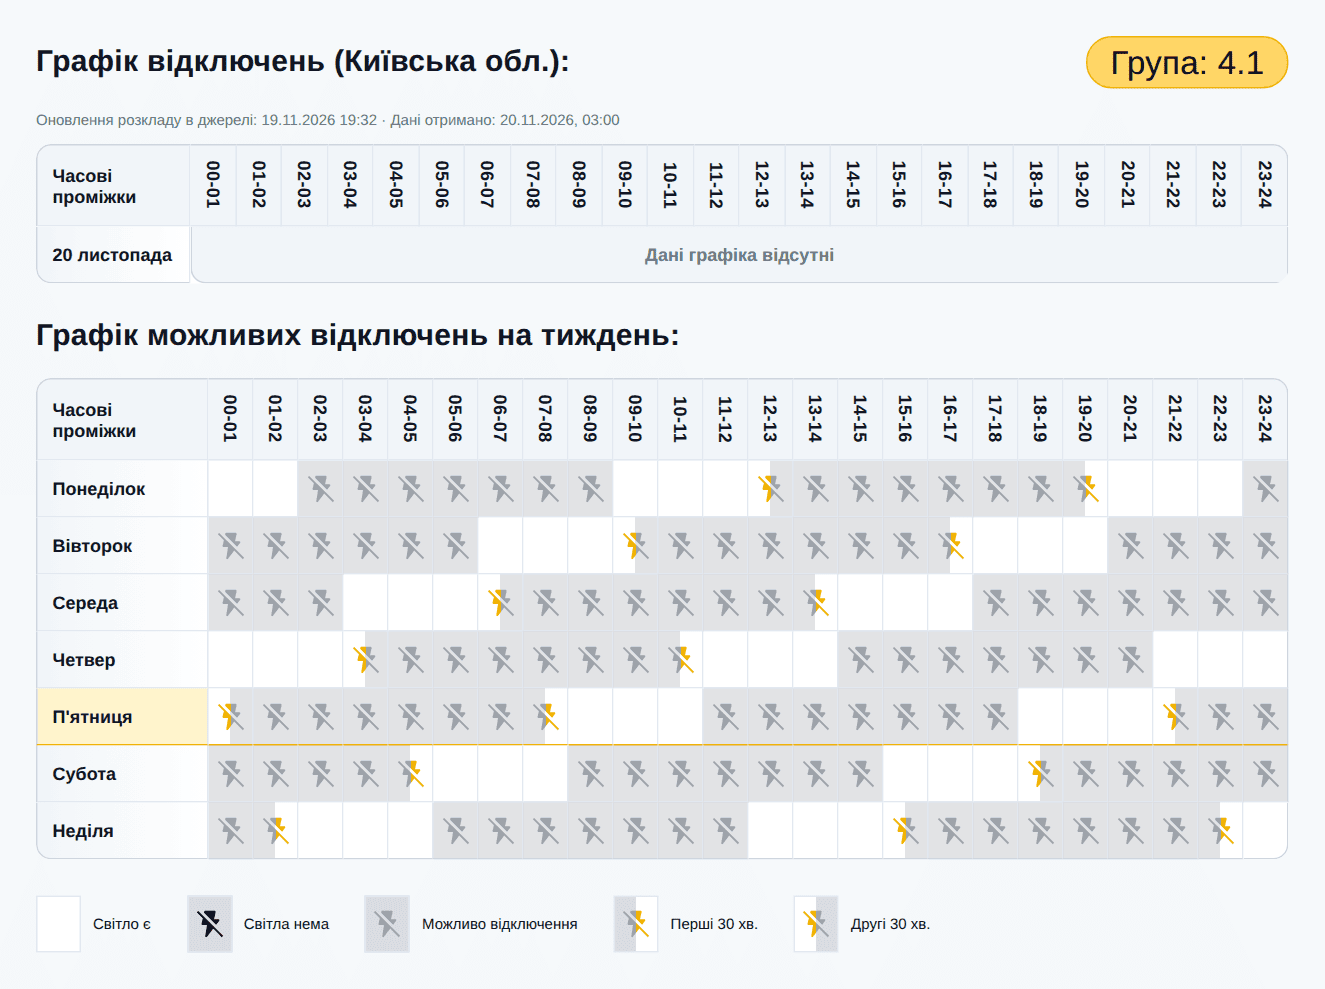 Графік відключень (Київська обл.):
Група: 4.1
Оновлення розкладу в джерелі: 19.11.2026 19:32 · Дані отримано: 20.11.2026, 03:00
Часові проміжки 00-01 01-02 02-03 03-04 04-05 05-06 06-07 07-08 08-09 09-10 10-11 11-12 12-13 13-14 14-15 15-16 16-17 17-18 18-19 19-20 20-21 21-22 22-23 23-24
20 листопада Дані графіка відсутні
Графік можливих відключень на тиждень:
Часові проміжки 00-01 01-02 02-03 03-04 04-05 05-06 06-07 07-08 08-09 09-10 10-11 11-12 12-13 13-14 14-15 15-16 16-17 17-18 18-19 19-20 20-21 21-22 22-23 23-24
Понеділок
Вівторок
Середа
Четвер
П'ятниця
Субота
Неділя
Світло є Світла нема Можливо відключення Перші 30 хв. Другі 30 хв.